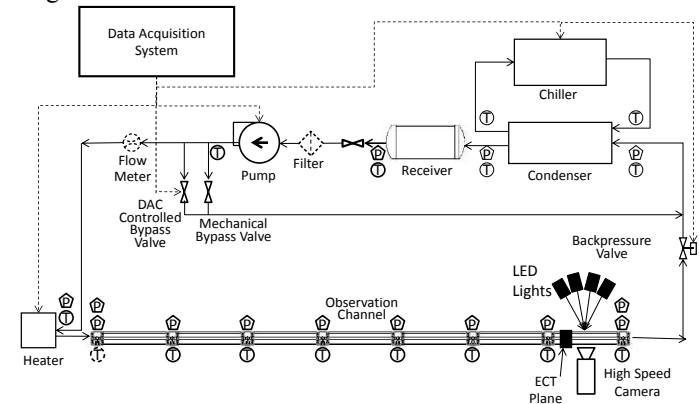 Data Acquisition
System
Chiller
T
T
P
T
Flow
Meter
T
Pump
Filter
P
T
Receiver
P
T
Condenser
P
T
DAC
Controlled
Bypass
Valve
Mechanical
Bypass Valve
Backpressure
Valve
LED
Lights
Observation
Channel
P
T
P
P
P
P
P
P
P
P
P
P
Heater
T
T
T
T
T
T
T
T
ECT
Plane
High Speed
Camera